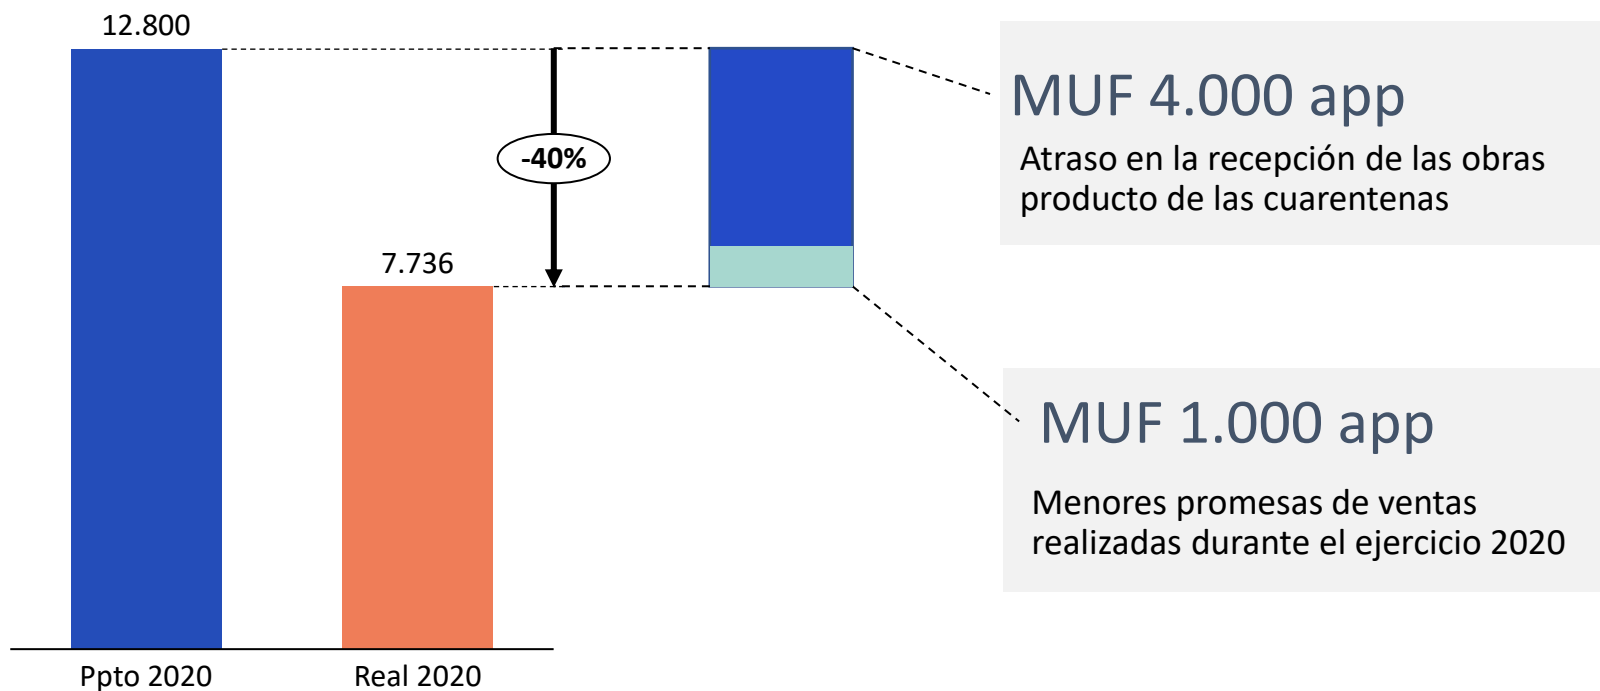 12.800
-40%
7.736
Ppto 2020
Real 2020
MUF 4.000 app
Atraso en la recepción de las obras
producto de las cuarentenas
MUF 1.000 app
Menores promesas de ventas
realizadas durante el ejercicio 2020